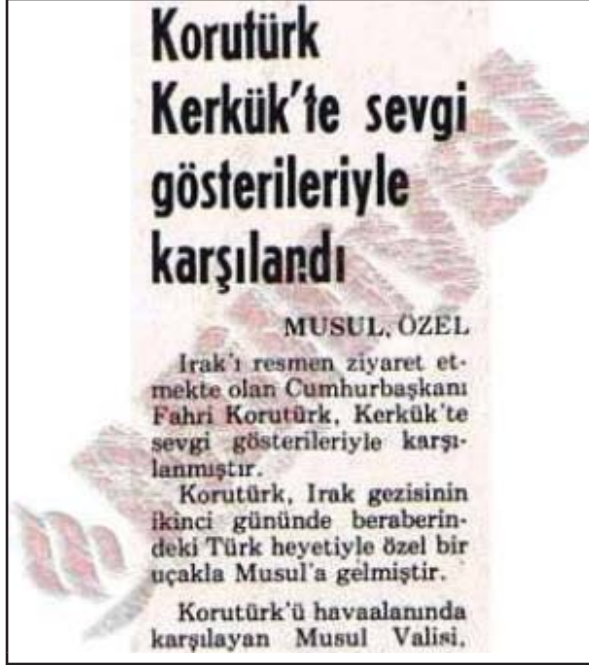 Korutürk
Kerkük'te sevgi
gösterileriyle
karşılandı
MUSUL, ÖZEL
Irak'ı resmen ziyaret et-
mekte olan Cumhurbaşkanı
Fahri Korutürk, Kerkük'te
sevgi gösterileriyle karşı-
lanmıştır.
Korutürk, Irak gezisinin
ikinci gününde beraberin-
deki Türk heyetiyle özel bir
uçakla Musul'a gelmiştir.
Korutürk'ü havaalanında
karşılayan Musul Valisi,
Milliyet